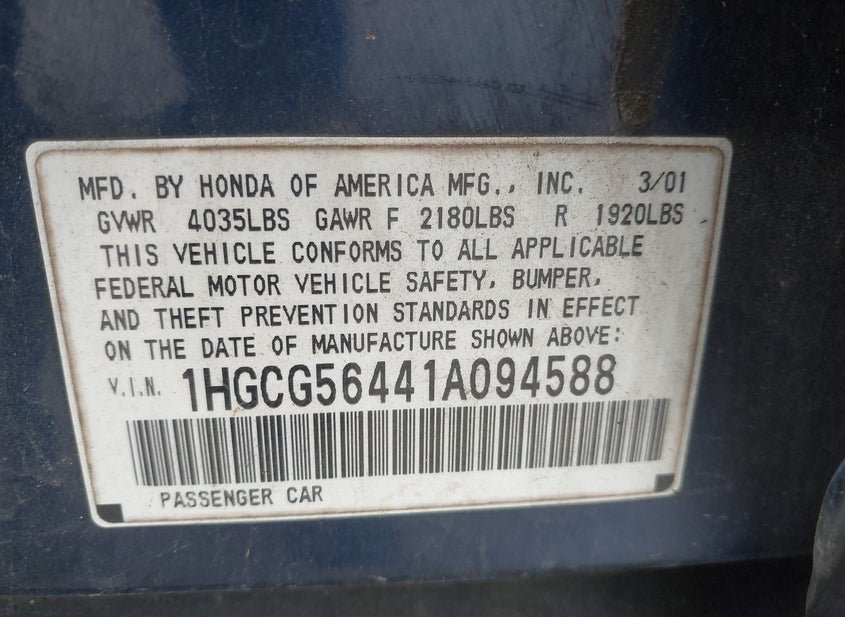 MFD. BY HONDA OF AMERICA MFG., INC. 3/01
GVWR 4035LBS GAWR F 2180LBS R 1920LBS
THIS VEHICLE CONFORMS TO ALL APPLICABLE
FEDERAL MOTOR VEHICLE SAFETY, BUMPER,
AND THEFT PREVENTION STANDARDS IN EFFECT
ON THE DATE OF MANUFACTURE SHOWN ABOVE:
V.I.N. 1HGCG56441A094588
PASSENGER CAR